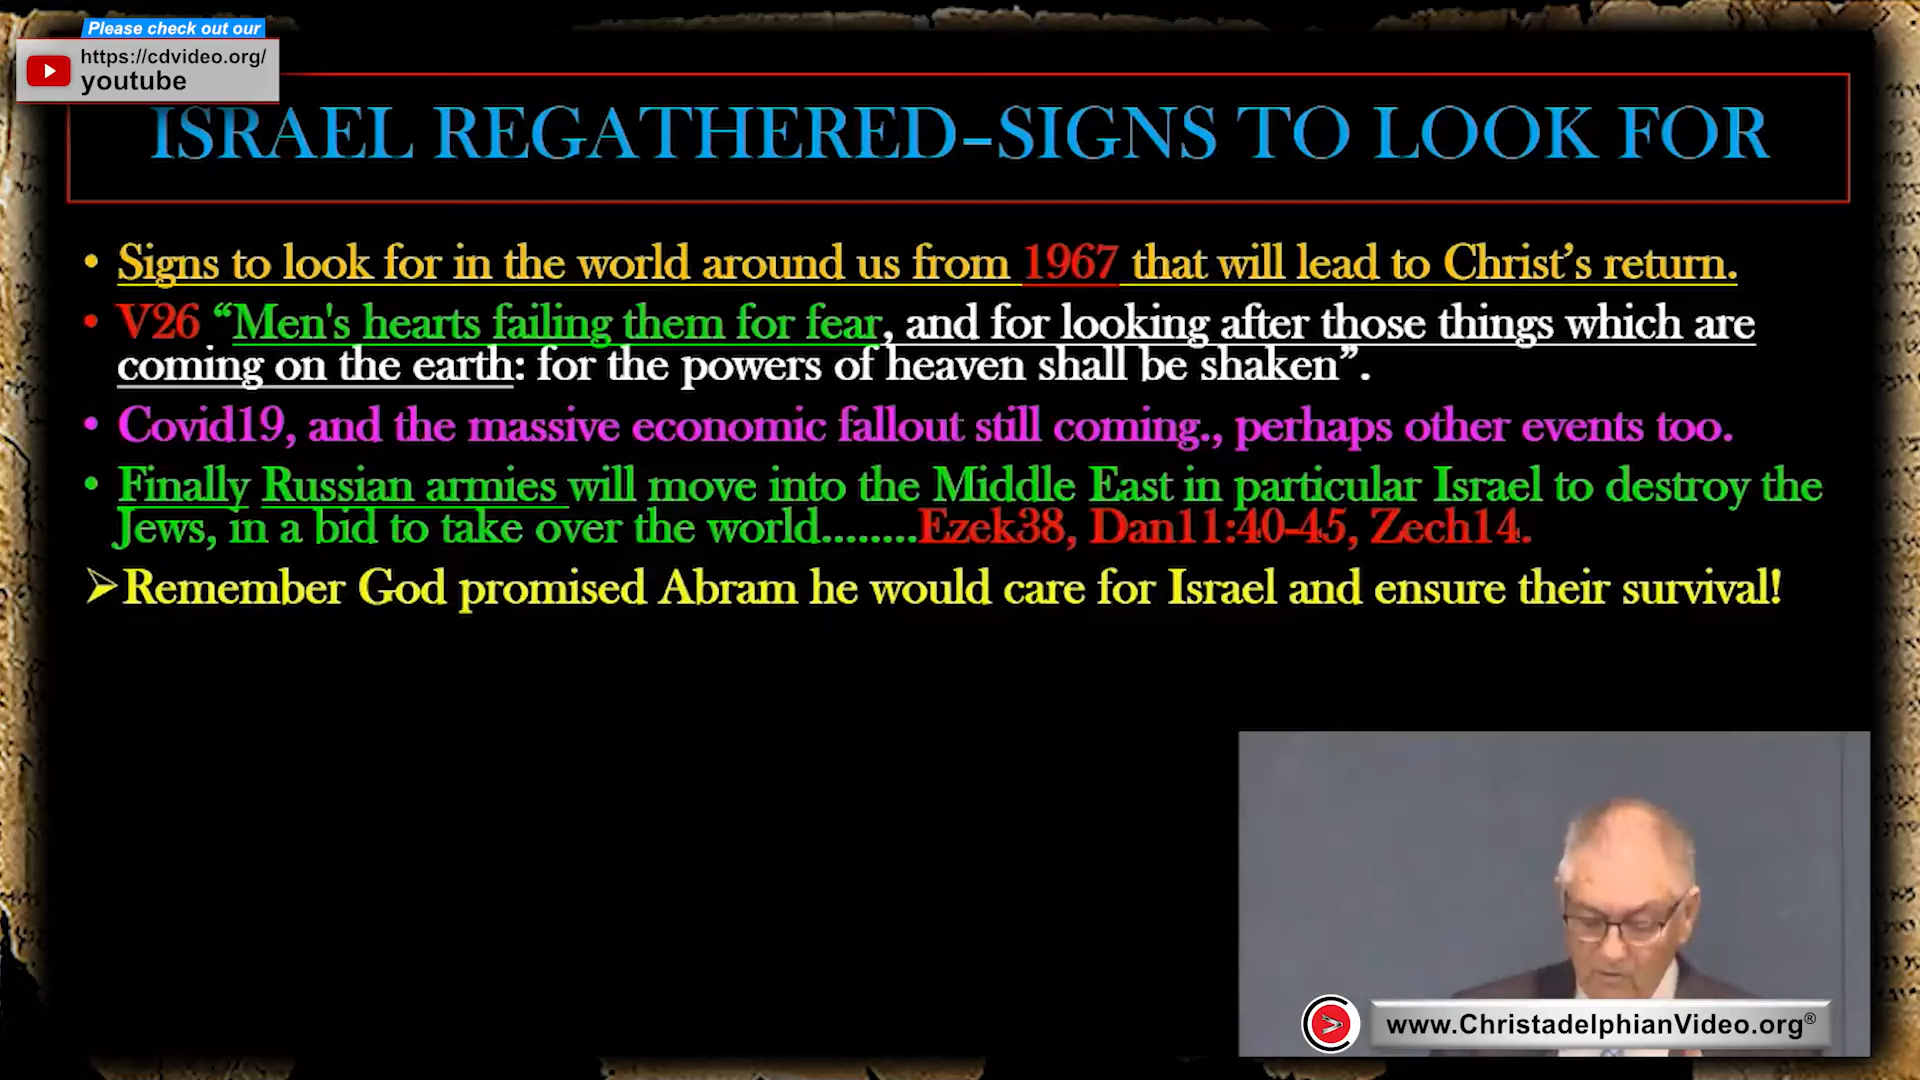 Please check out our
https://cdvideo.org/
youtube
ISRAEL REGATHERED–SIGNS TO LOOK FOR
• Signs to look for in the world around us from 1967 that will lead to Christ’s return.
• V26 “Men's hearts failing them for fear, and for looking after those things which are
coming on the earth: for the powers of heaven shall be shaken”.
• Covid19, and the massive economic fallout still coming., perhaps other events too.
• Finally Russian armies will move into the Middle East in particular Israel to destroy the
Jews, in a bid to take over the world........Ezek38, Dan11:40-45, Zech14.
➢Remember God promised Abram he would care for Israel and ensure their survival!
www.ChristadelphianVideo.org®